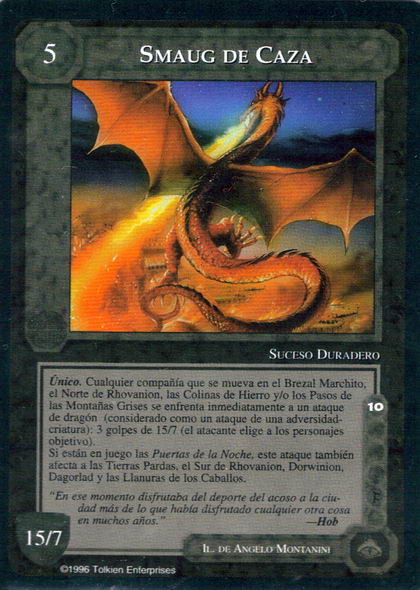 5
SMAUG DE CAZA
SUCESO DURADERO
Único. Cualquier compañía que se mueva en el Brezal Marchito,
el Norte de Rhovanion, las Colinas de Hierro y/o los Pasos de
las Montañas Grises se enfrenta inmediatamente a un ataque
de dragón (considerado como un ataque de una adversidad-
criatura): 3 golpes de 15/7 (el atacante elige a los personajes
objetivo).
Si están en juego las Puertas de la Noche, este ataque también
afecta a las Tierras Pardas, el Sur de Rhovanion, Dorwinion,
Dagorlad y las Llanuras de los Caballos.
10
"En ese momento disfrutaba del deporte del acoso a la ciu-
dad más de lo que había disfrutado cualquier otra cosa
en muchos años."
—Hob
15/7
IL. DE ANGELO MONTANINI
©1996 Tolkien Enterprises